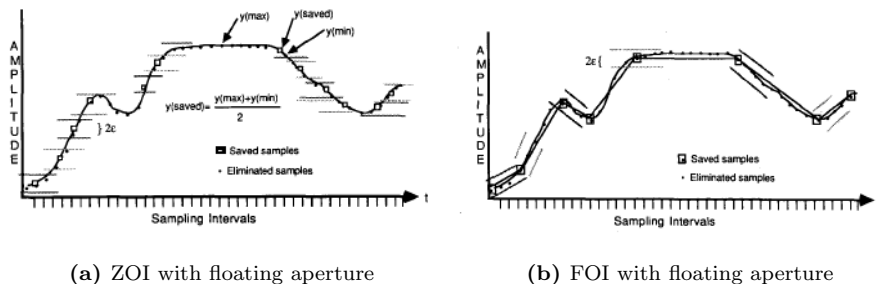 AMPLITUDE
y(max)
y(saved)
y(min)
y(saved)= y(max)+y(min)
2
} 2ε
Saved samples
Eliminated samples
t
Sampling Intervals
(a) ZOI with floating aperture
AMPLITUDE
2ε {
Saved samples
Eliminated samples
Sampling Intervals
(b) FOI with floating aperture